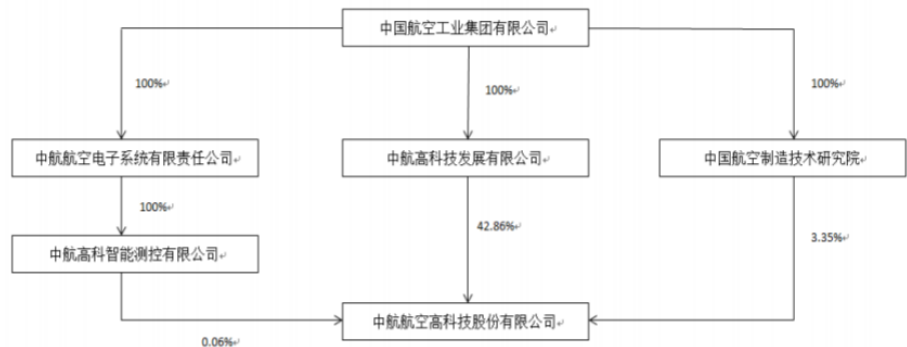 中国航空工业集团有限公司
100%
100%
100%
中航航空电子系统有限责任公司
中航高科技发展有限公司
中国航空制造技术研究院
100%
42.86%
3.35%
中航高科智能测控有限公司
中航航空高科技股份有限公司
0.06%